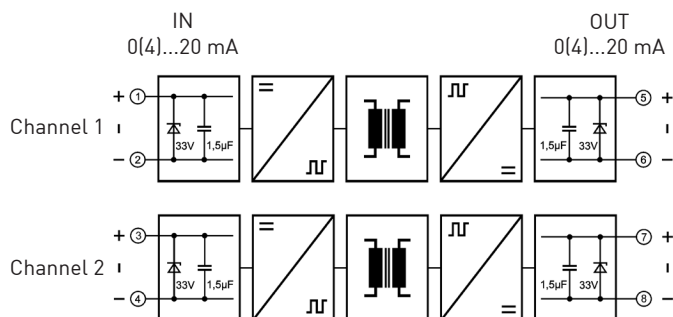 IN
0(4)...20 mA
OUT
0(4)...20 mA
Channel 1
+ 1
I
− 2
33V
1,5µF
1,5µF
33V
5 +
I
6 −
Channel 2
+ 3
I
− 4
33V
1,5µF
1,5µF
33V
7 +
I
8 −